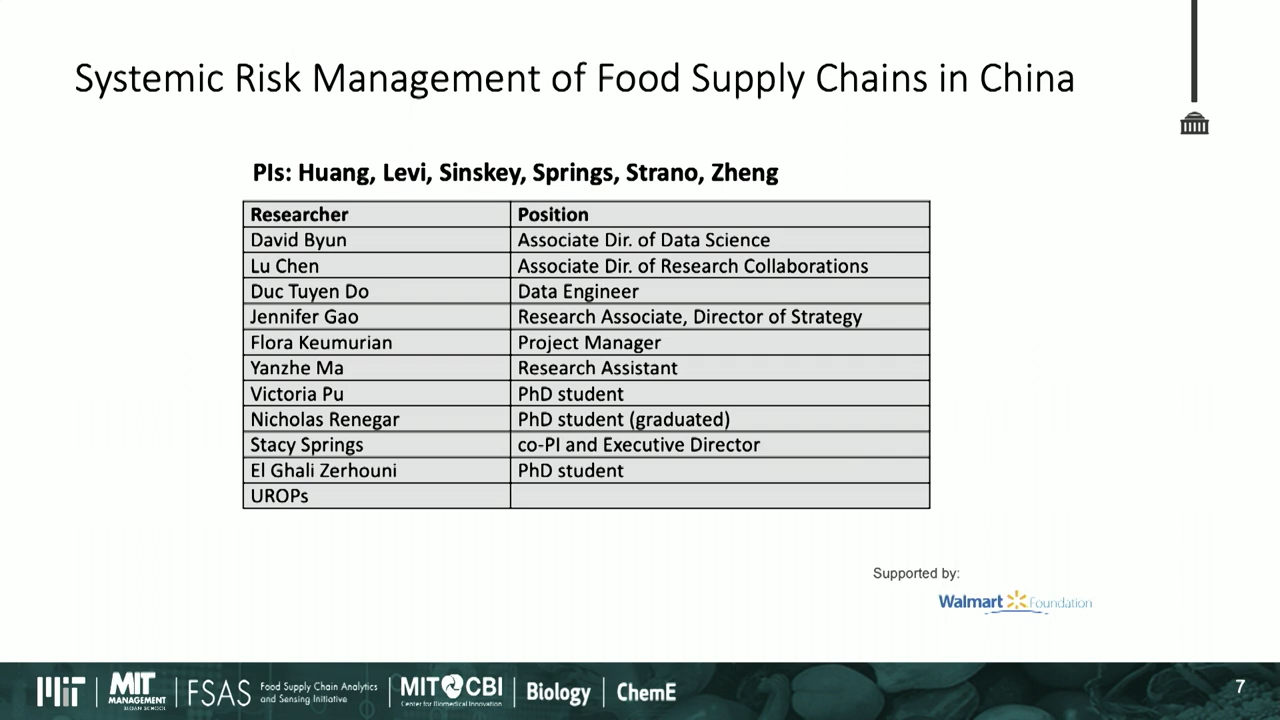 Systemic Risk Management of Food Supply Chains in China
PIs: Huang, Levi, Sinskey, Springs, Strano, Zheng
Researcher Position
David Byun Associate Dir. of Data Science
Lu Chen Associate Dir. of Research Collaborations
Duc Tuyen Do Data Engineer
Jennifer Gao Research Associate, Director of Strategy
Flora Keumurian Project Manager
Yanzhe Ma Research Assistant
Victoria Pu PhD student
Nicholas Renegar PhD student (graduated)
Stacy Springs co-PI and Executive Director
El Ghali Zerhouni PhD student
UROPs
Supported by:
Walmart Foundation
MIT
MIT
MANAGEMENT
SLOAN SCHOOL
FSAS
Food Supply Chain Analytics
and Sensing Initiative
MIT CBI
Center for Biomedical Innovation
Biology
ChemE
7